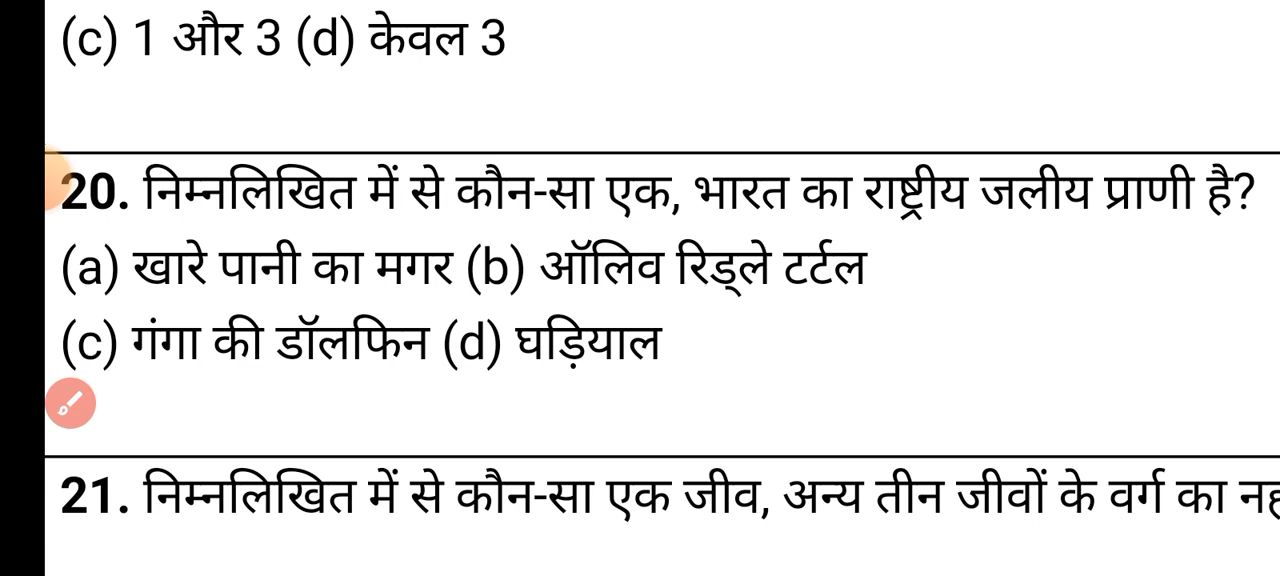 (c) 1 और 3 (d) केवल 3
20. निम्नलिखित में से कौन-सा एक, भारत का राष्ट्रीय जलीय प्राणी है?
(a) खारे पानी का मगर (b) ऑलिव रिड्ले टर्टल
(c) गंगा की डॉलफिन (d) घड़ियाल
21. निम्नलिखित में से कौन-सा एक जीव, अन्य तीन जीवों के वर्ग का